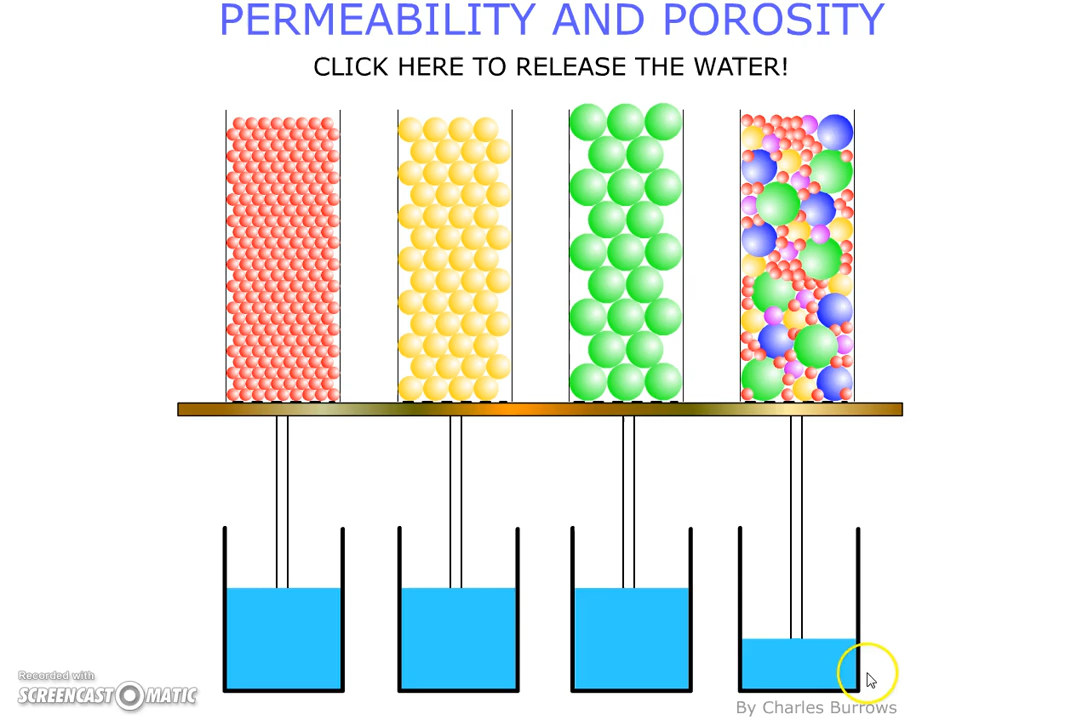 PERMEABILITY AND POROSITY
CLICK HERE TO RELEASE THE WATER!
Recorded with
SCREENCAST-O-MATIC
By Charles Burrows